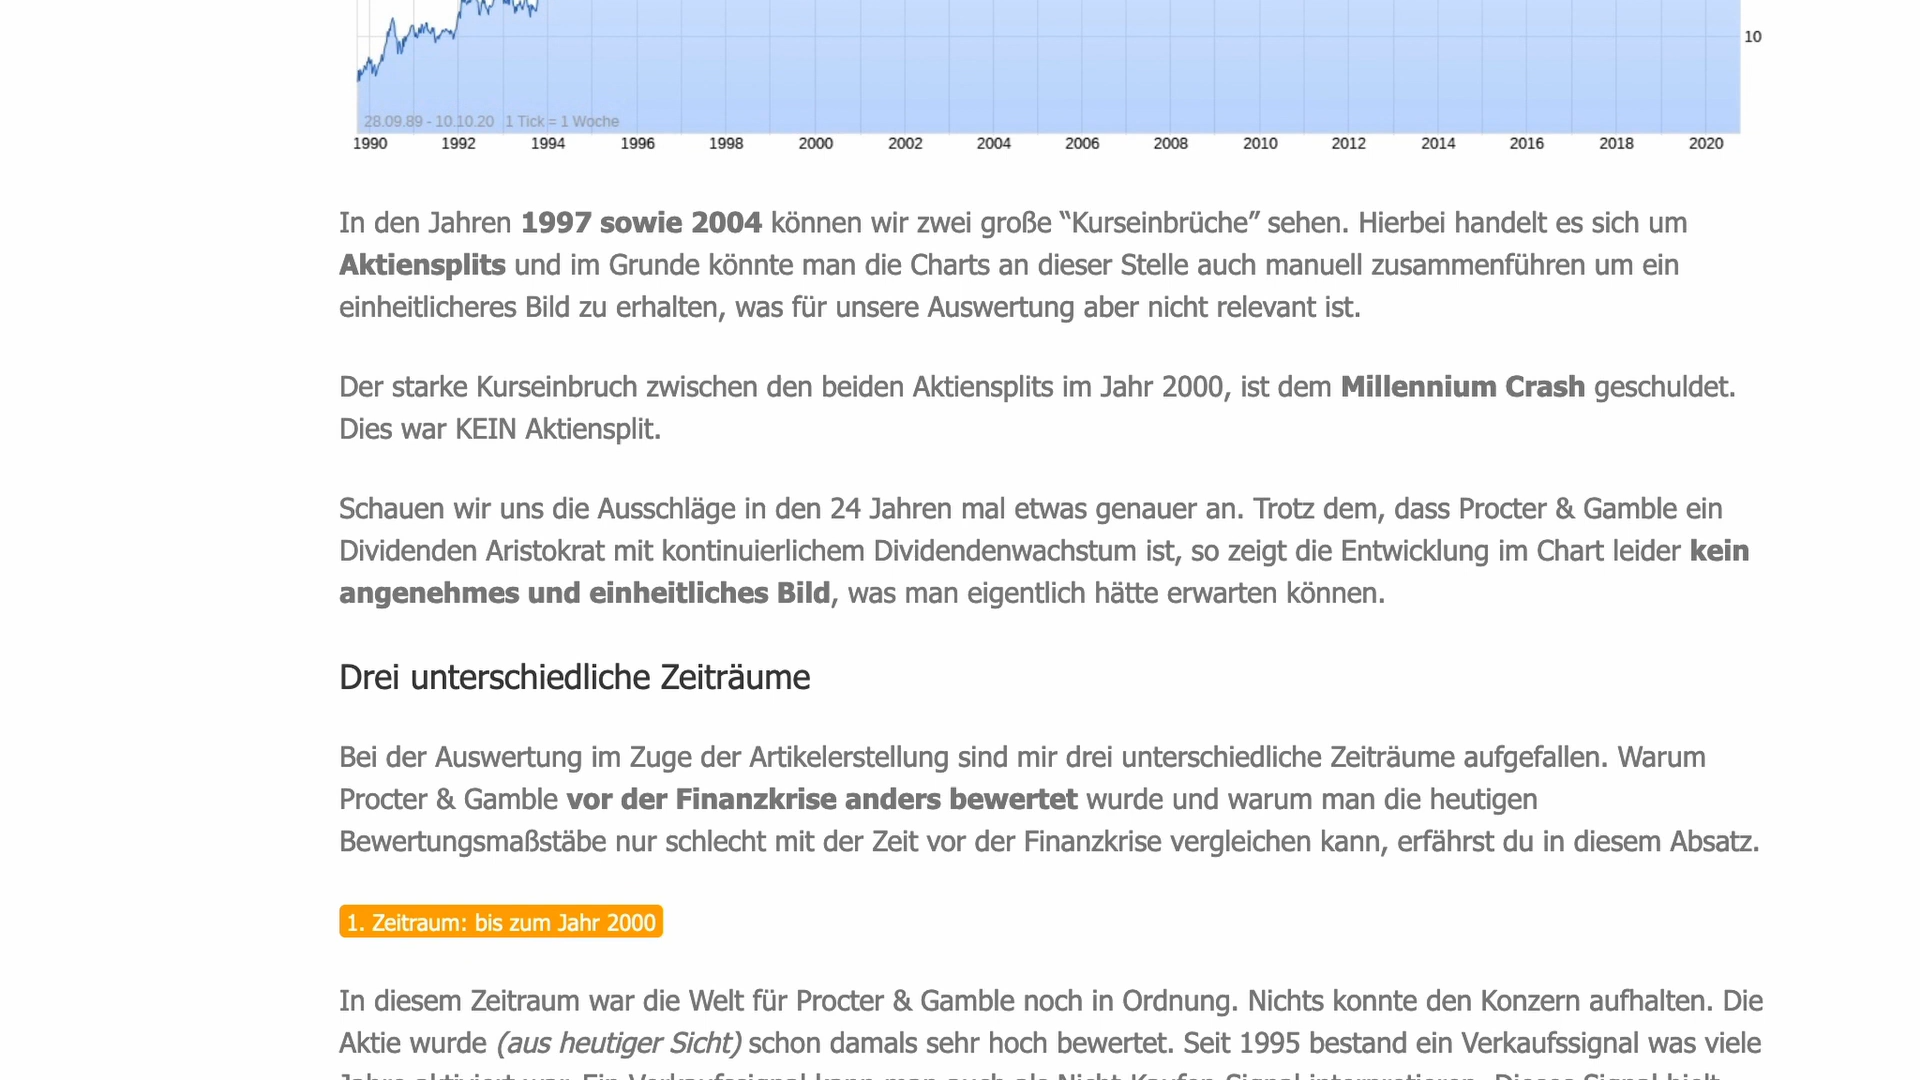 10
28.09.89 - 10.10.20 1 Tick = 1 Woche
1990 1992 1994 1996 1998 2000 2002 2004 2006 2008 2010 2012 2014 2016 2018 2020
In den Jahren 1997 sowie 2004 können wir zwei große “Kurseinbrüche” sehen. Hierbei handelt es sich um
Aktiensplits und im Grunde könnte man die Charts an dieser Stelle auch manuell zusammenführen um ein
einheitlicheres Bild zu erhalten, was für unsere Auswertung aber nicht relevant ist.
Der starke Kurseinbruch zwischen den beiden Aktiensplits im Jahr 2000, ist dem Millennium Crash geschuldet.
Dies war KEIN Aktiensplit.
Schauen wir uns die Ausschläge in den 24 Jahren mal etwas genauer an. Trotz dem, dass Procter & Gamble ein
Dividenden Aristokrat mit kontinuierlichem Dividendenwachstum ist, so zeigt die Entwicklung im Chart leider kein
angenehmes und einheitliches Bild, was man eigentlich hätte erwarten können.
Drei unterschiedliche Zeiträume
Bei der Auswertung im Zuge der Artikelerstellung sind mir drei unterschiedliche Zeiträume aufgefallen. Warum
Procter & Gamble vor der Finanzkrise anders bewertet wurde und warum man die heutigen
Bewertungsmaßstäbe nur schlecht mit der Zeit vor der Finanzkrise vergleichen kann, erfährst du in diesem Absatz.
1. Zeitraum: bis zum Jahr 2000
In diesem Zeitraum war die Welt für Procter & Gamble noch in Ordnung. Nichts konnte den Konzern aufhalten. Die
Aktie wurde (aus heutiger Sicht) schon damals sehr hoch bewertet. Seit 1995 bestand ein Verkaufssignal was viele